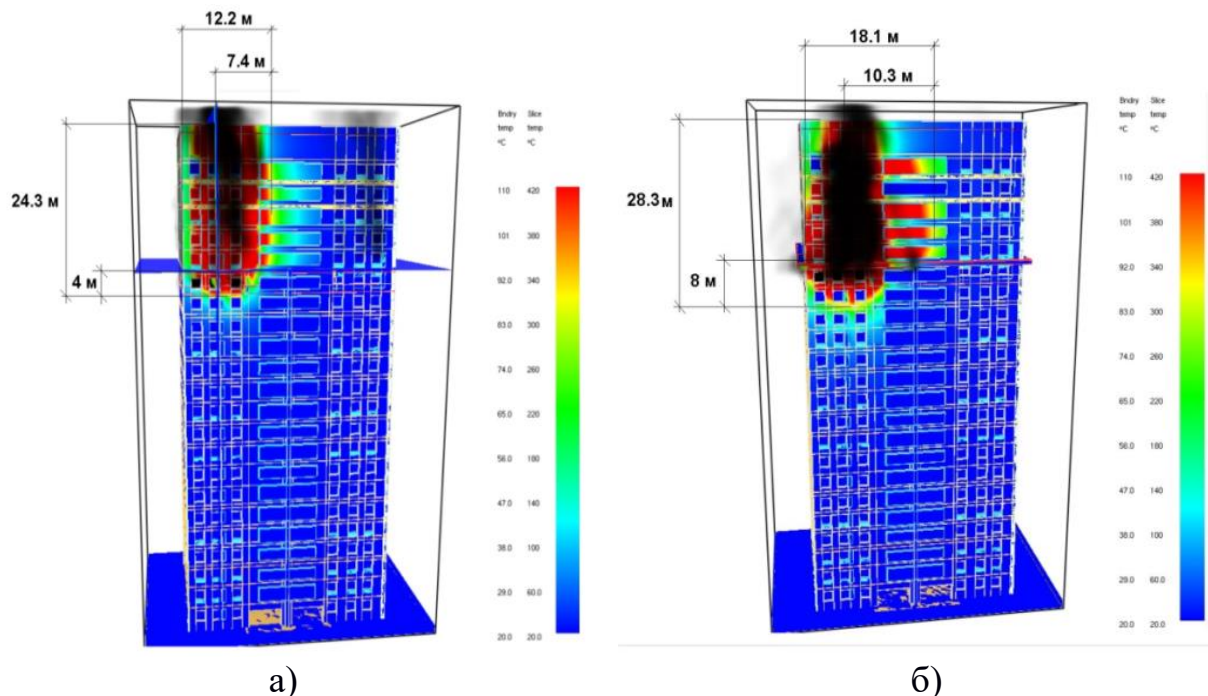 12.2 м
7.4 м
24.3 м
4 м
Bndry Slice
temp temp
°C °C
110 420
101 380
92.0 340
83.0 300
74.0 260
65.0 220
56.0 180
47.0 140
38.0 100
29.0 60.0
20.0 20.0
а)
18.1 м
10.3 м
28.3 м
8 м
Bndry Slice
temp temp
°C °C
110 420
101 380
92.0 340
83.0 300
74.0 260
65.0 220
56.0 180
47.0 140
38.0 100
29.0 60.0
20.0 20.0
б)